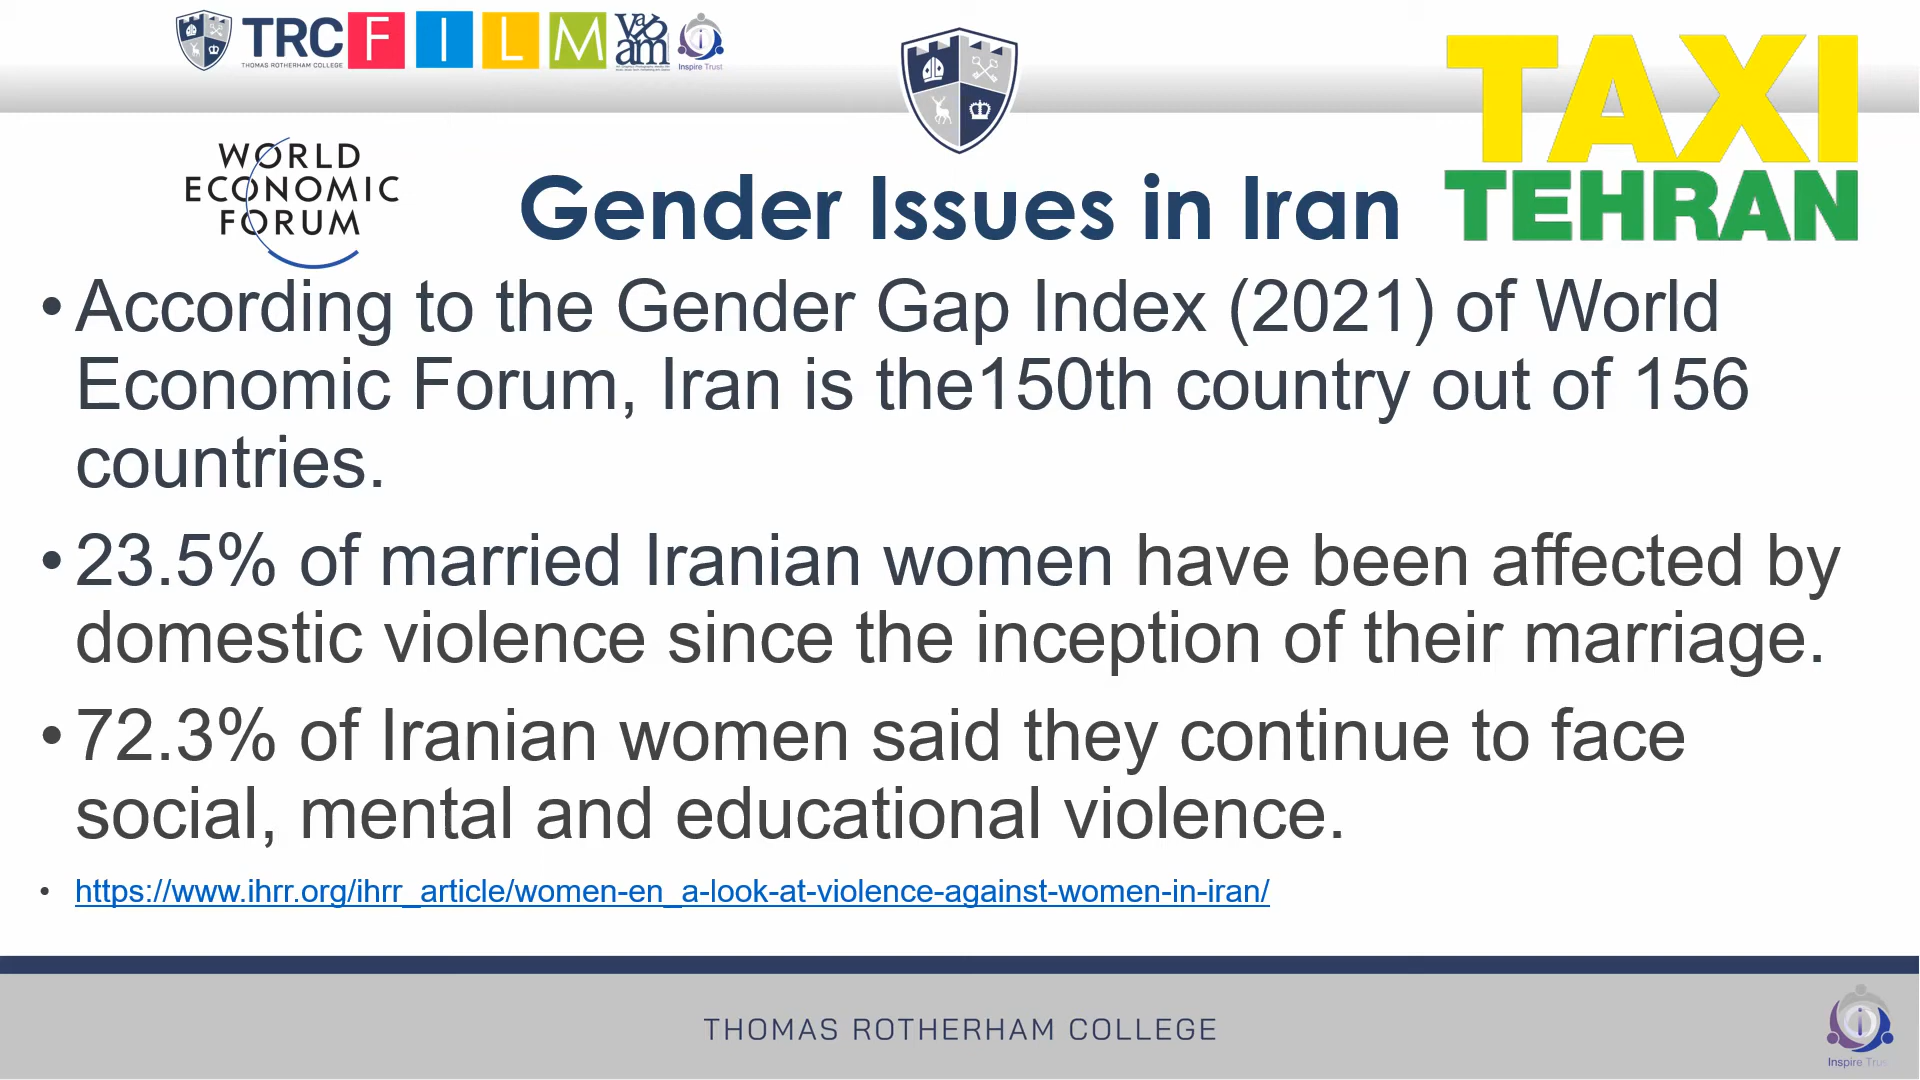 TRC FILM vabam
THOMAS ROTHERHAM COLLEGE
Inspire Trust
TAXI
TEHRAN
WORLD
ECONOMIC
FORUM
Gender Issues in Iran
• According to the Gender Gap Index (2021) of World
Economic Forum, Iran is the150th country out of 156
countries.
• 23.5% of married Iranian women have been affected by
domestic violence since the inception of their marriage.
• 72.3% of Iranian women said they continue to face
social, mental and educational violence.
• https://www.ihrr.org/ihrr_article/women-en_a-look-at-violence-against-women-in-iran/
THOMAS ROTHERHAM COLLEGE
Inspire Trust